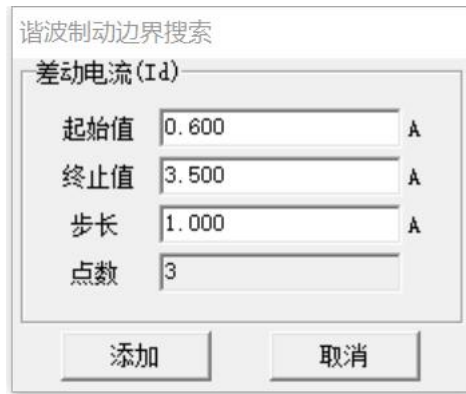 谐波制动边界搜索
差动电流(Id)
起始值 0.600 A
终止值 3.500 A
步长 1.000 A
点数 3
添加 取消